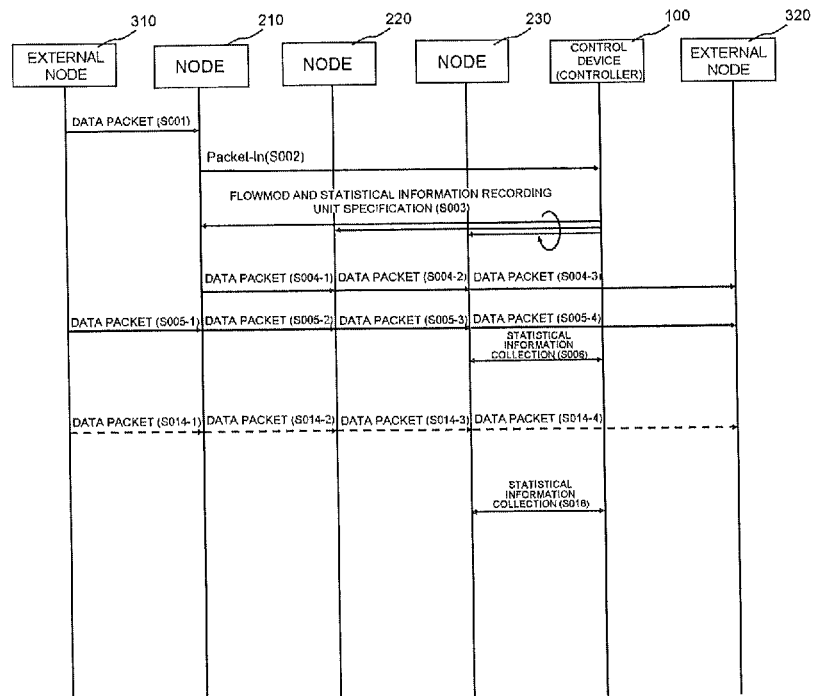 310
210
220
230
100
320
EXTERNAL
NODE
NODE
NODE
NODE
CONTROL
DEVICE
(CONTROLLER)
EXTERNAL
NODE
DATA PACKET (S001)
Packet-In(S002)
FLOWMOD AND STATISTICAL INFORMATION RECORDING
UNIT SPECIFICATION (S003)
DATA PACKET (S004-1) DATA PACKET (S004-2) DATA PACKET (S004-3)
DATA PACKET (S005-1) DATA PACKET (S005-2) DATA PACKET (S005-3) DATA PACKET (S005-4)
STATISTICAL
INFORMATION
COLLECTION (S006)
DATA PACKET (S014-1) DATA PACKET (S014-2) DATA PACKET (S014-3) DATA PACKET (S014-4)
STATISTICAL
INFORMATION
COLLECTION (S016)